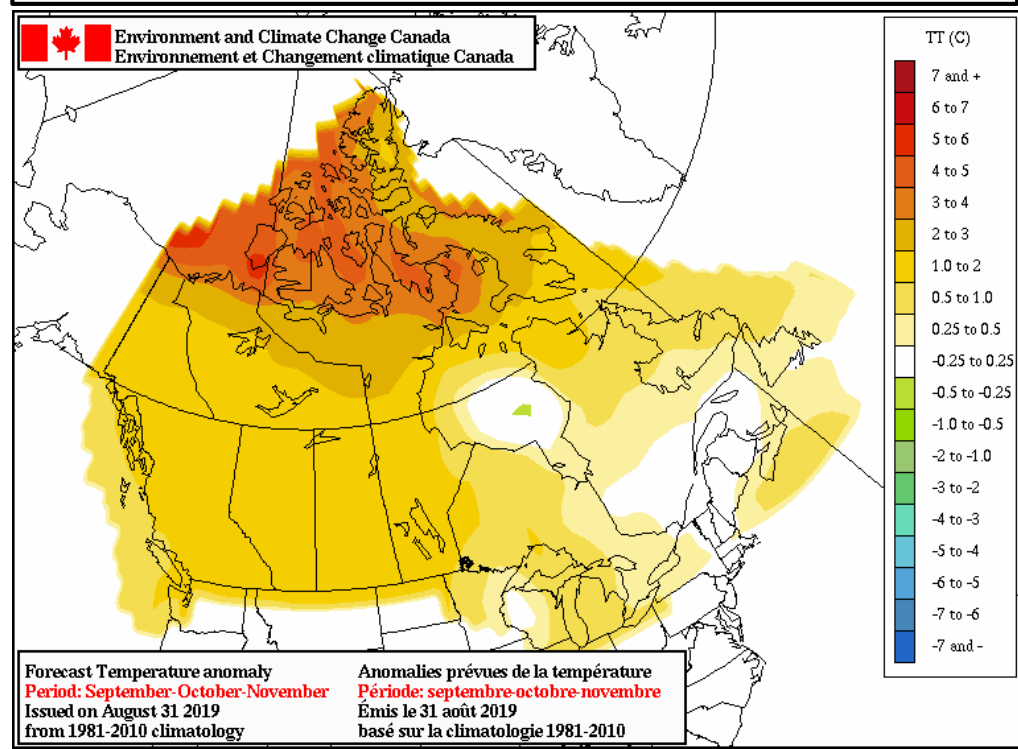 Environment and Climate Change Canada
Environnement et Changement climatique Canada
TT (C)
7 and +
6 to 7
5 to 6
4 to 5
3 to 4
2 to 3
1.0 to 2
0.5 to 1.0
0.25 to 0.5
-0.25 to 0.25
-0.5 to -0.25
-1.0 to -0.5
-2 to -1.0
-3 to -2
-4 to -3
-5 to -4
-6 to -5
-7 to -6
-7 and -
Forecast Temperature anomaly
Period: September-October-November
Issued on August 31 2019
from 1981-2010 climatology
Anomalies prévues de la température
Période: septembre-octobre-novembre
Émis le 31 août 2019
basé sur la climatologie 1981-2010